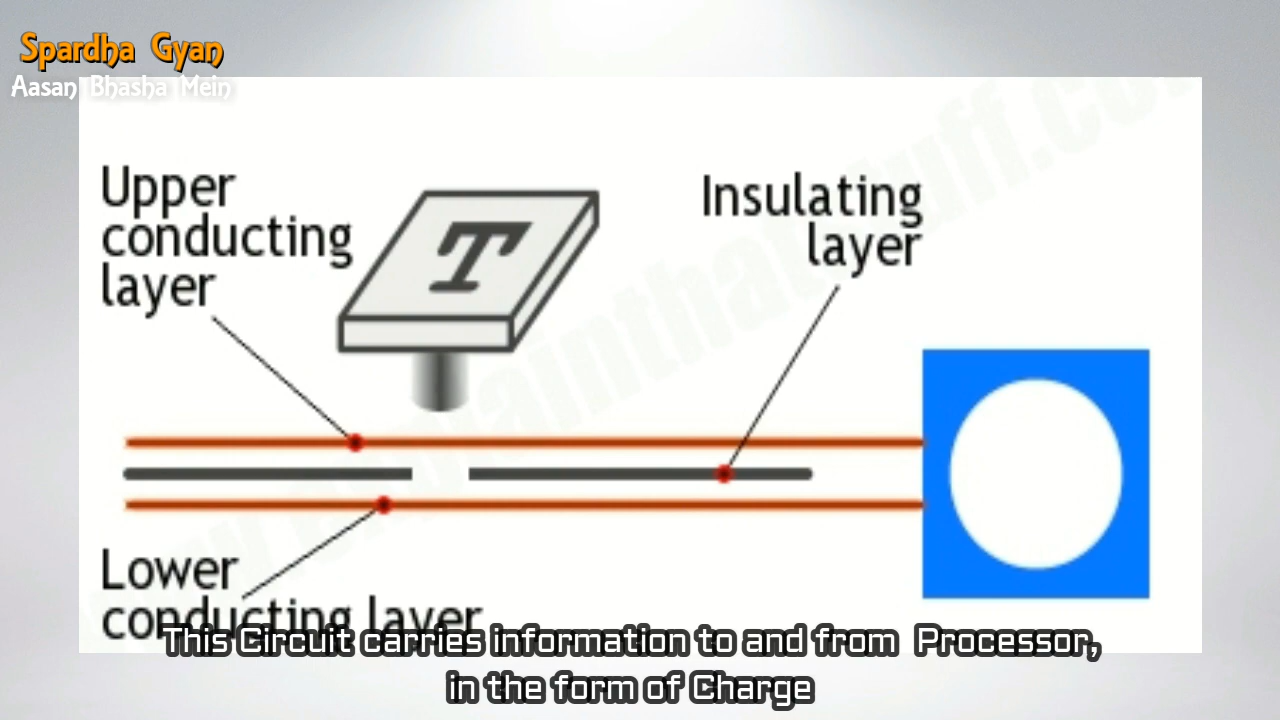 Spardha Gyan
Aasan Bhasha Mein
Upper
conducting
layer
T
Insulating
layer
Lower
conducting layer
This Circuit carries information to and from Processor,
in the form of Charge